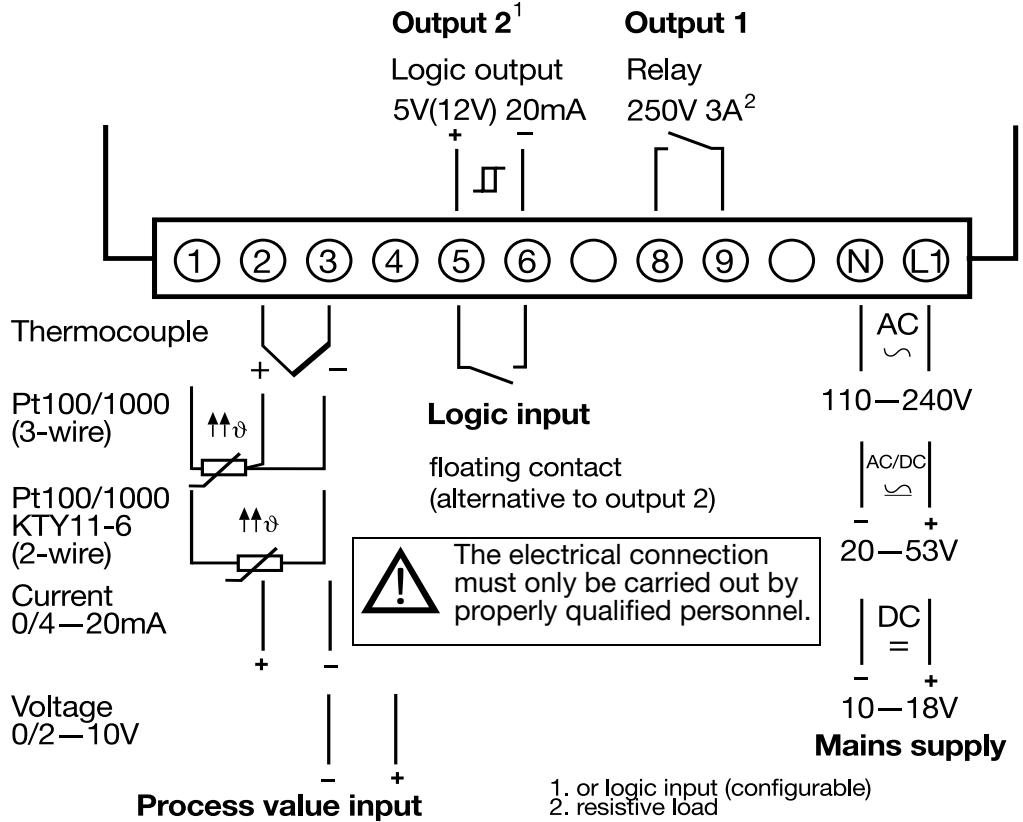 Output 2¹
Logic output
5V(12V) 20mA
+ −
Output 1
Relay
250V 3A²
1 2 3 4 5 6 8 9 N L1
Thermocouple
+ −
Pt100/1000
(3-wire)
ϑ
Pt100/1000
KTY11-6
(2-wire)
ϑ
Current
0/4—20mA
+ −
Voltage
0/2—10V
− +
Process value input
Logic input
floating contact
(alternative to output 2)
! The electrical connection
must only be carried out by
properly qualified personnel.
AC
110—240V
AC/DC
− +
20—53V
DC
=
− +
10—18V
Mains supply
1. or logic input (configurable)
2. resistive load